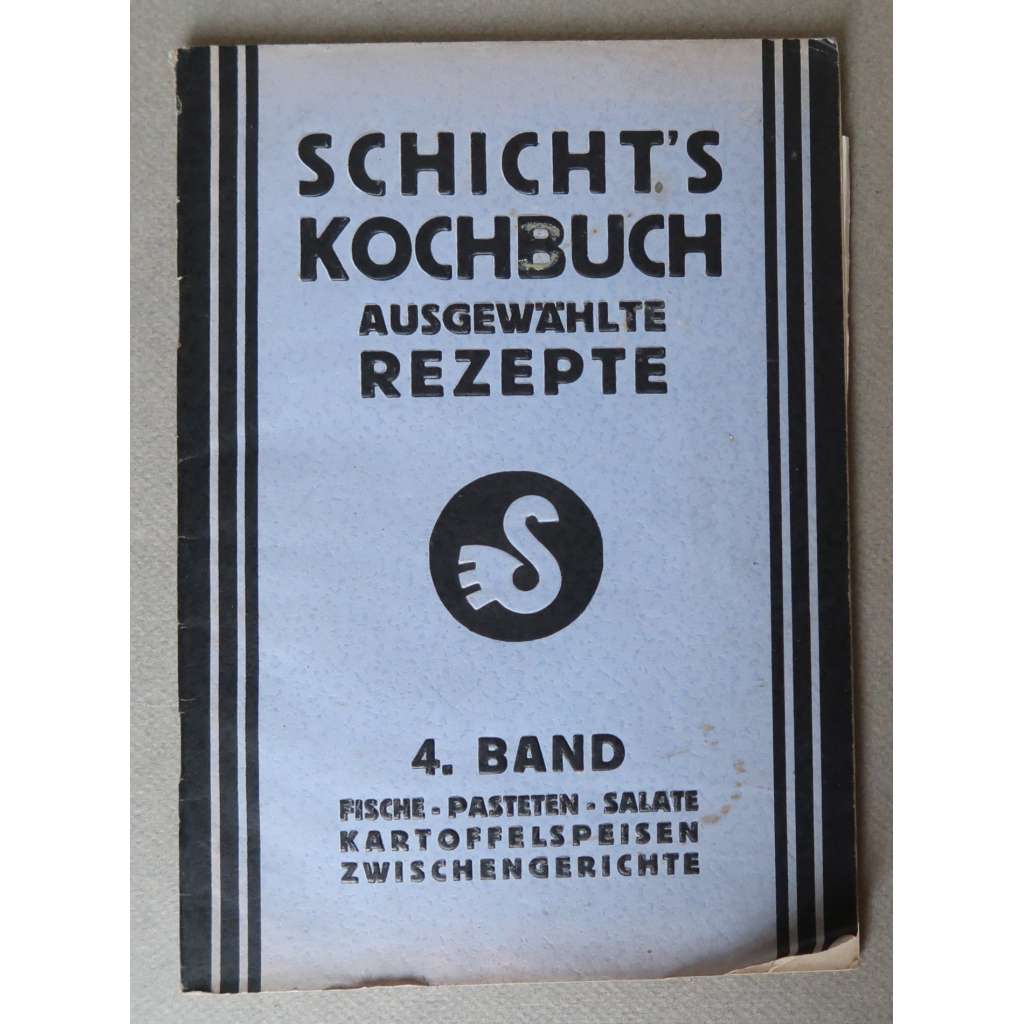 SCHICHT'S
KOCHBUCH
AUSGEWÄHLTE
REZEPTE
4. BAND
FISCHE - PASTETEN - SALATE
KARTOFFELSPEISEN
ZWISCHENGERICHTE